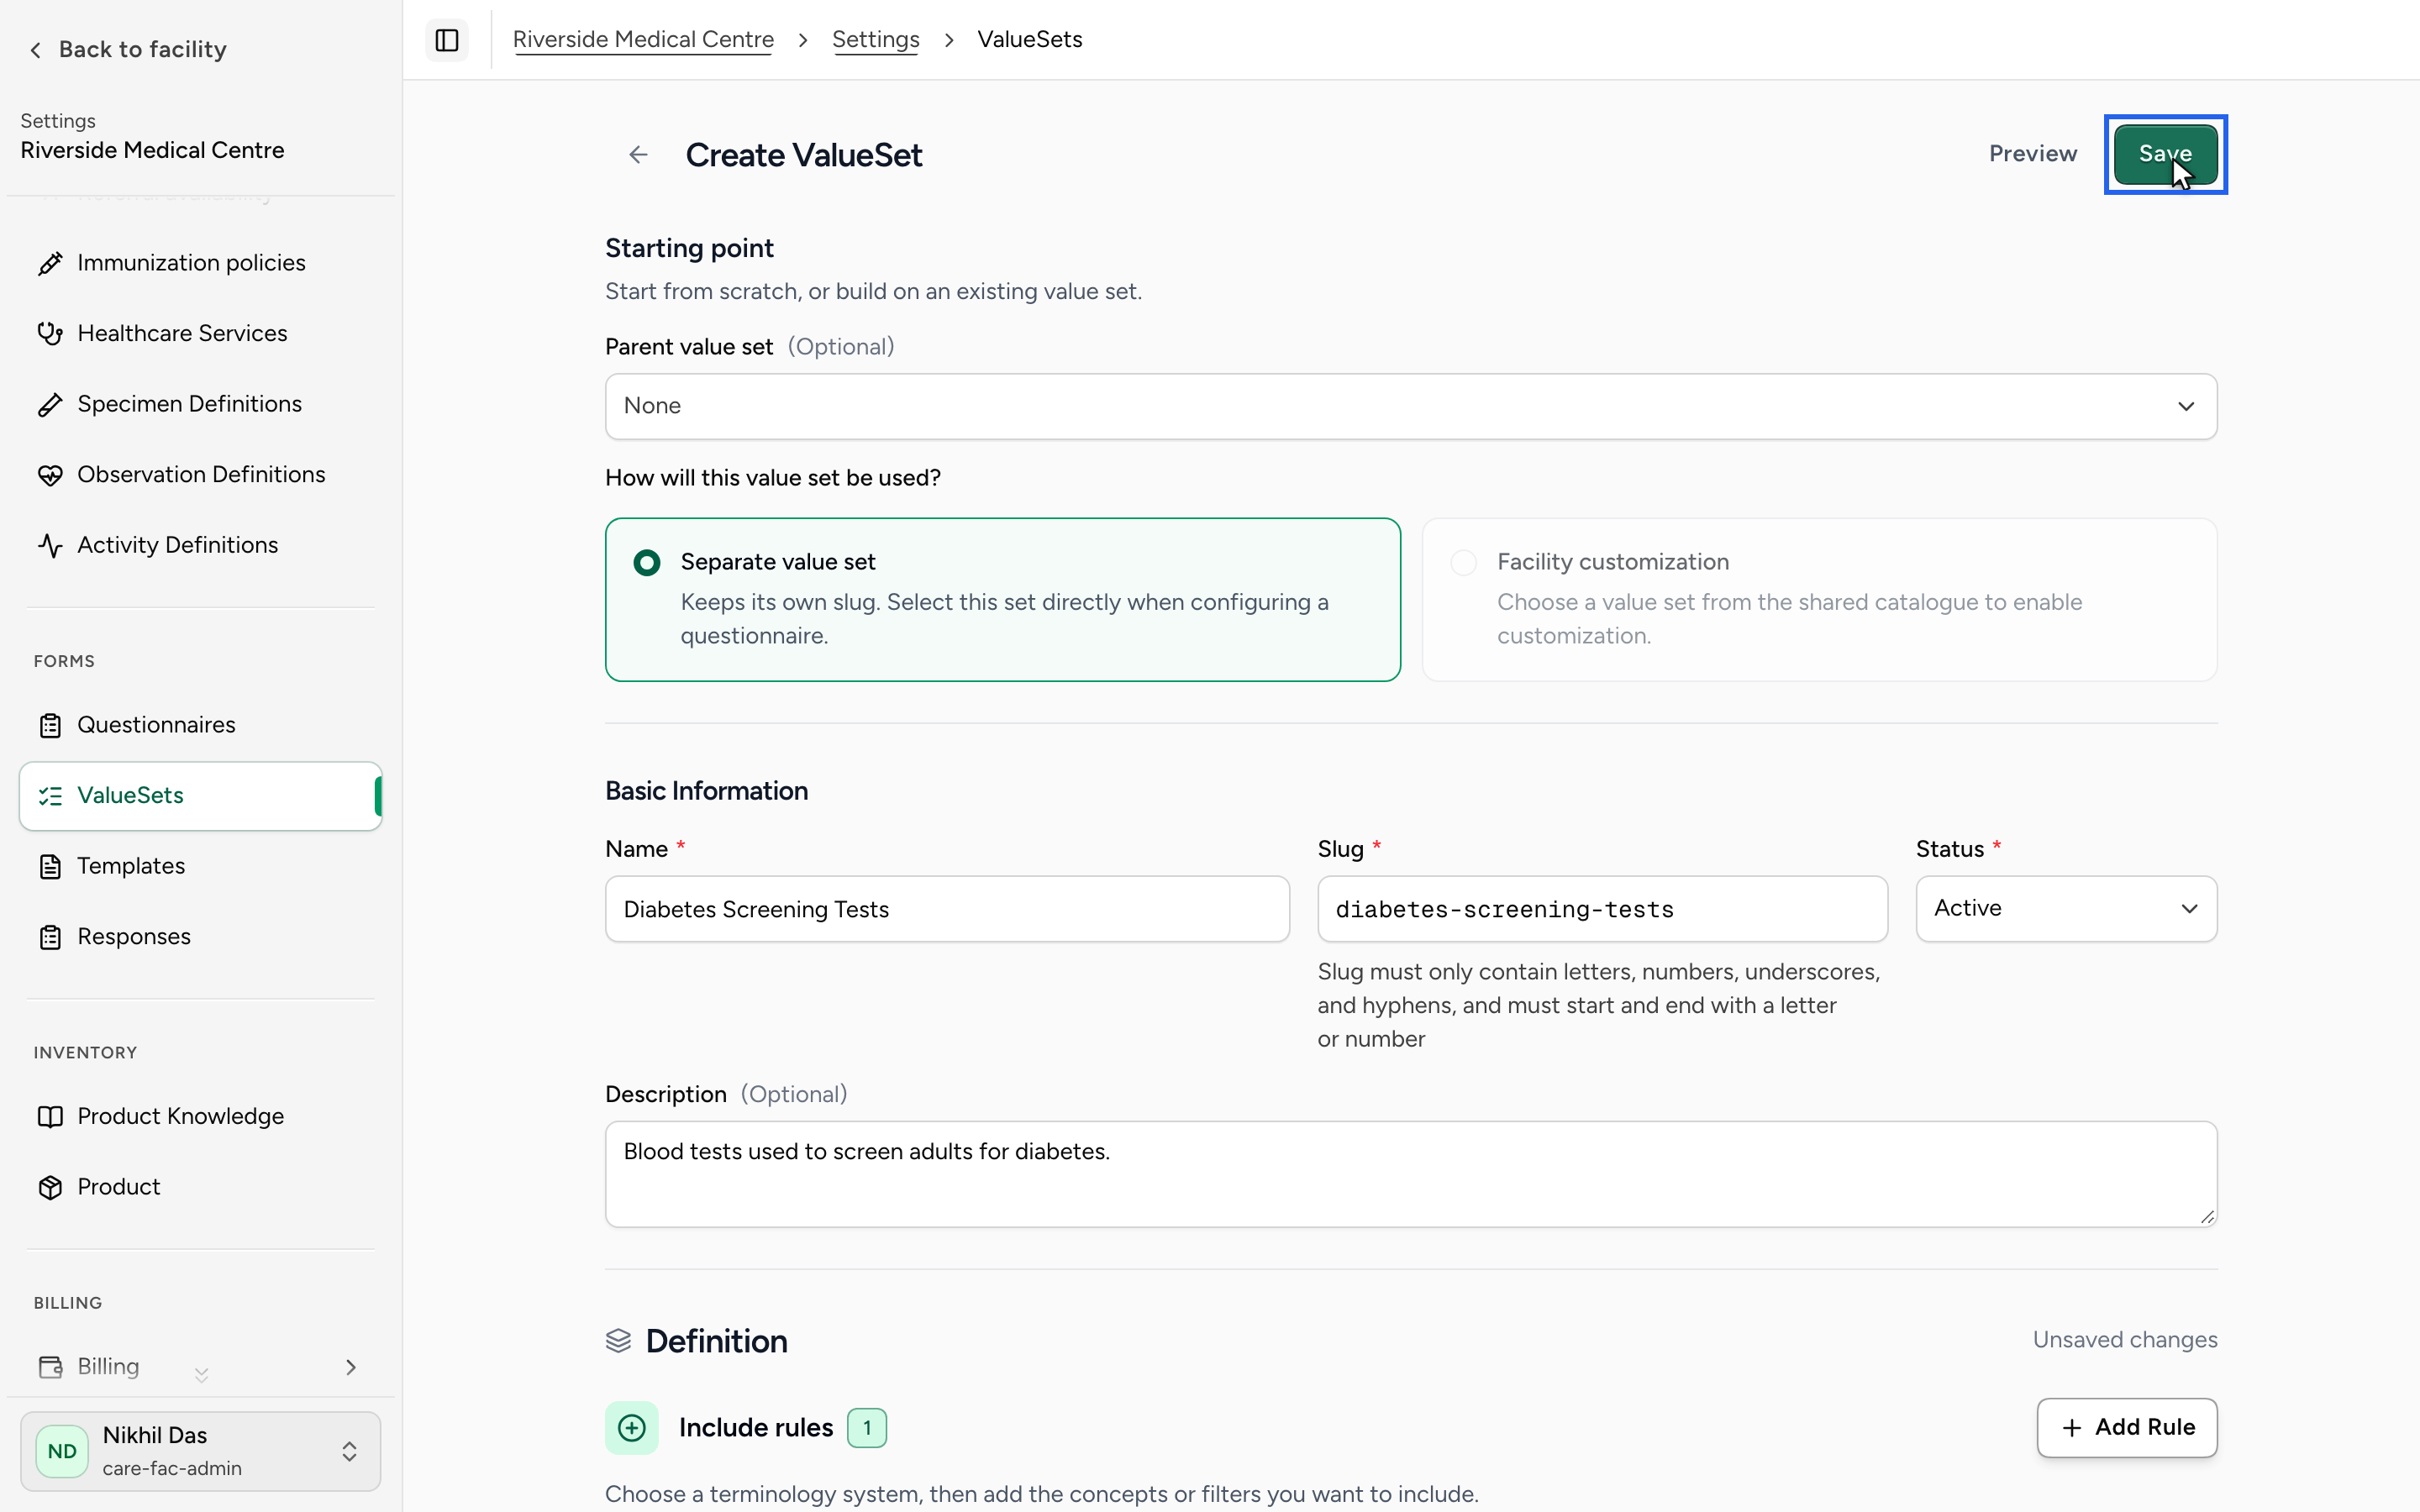 Back to facility
Settings
Riverside Medical Centre
Immunization policies
Healthcare Services
Specimen Definitions
Observation Definitions
Activity Definitions
FORMS
Questionnaires
ValueSets
Templates
Responses
INVENTORY
Product Knowledge
Product
BILLING
Billing
ND
Nikhil Das
care-fac-admin
Riverside Medical Centre > Settings > ValueSets
Create ValueSet
Preview
Save
Starting point
Start from scratch, or build on an existing value set.
Parent value set (Optional)
None
How will this value set be used?
Separate value set
Keeps its own slug. Select this set directly when configuring a
questionnaire.
Facility customization
Choose a value set from the shared catalogue to enable
customization.
Basic Information
Name *
Diabetes Screening Tests
Slug *
diabetes-screening-tests
Slug must only contain letters, numbers, underscores,
and hyphens, and must start and end with a letter
or number
Status *
Active
Description (Optional)
Blood tests used to screen adults for diabetes.
Definition
Unsaved changes
Include rules 1
Add Rule
Choose a terminology system, then add the concepts or filters you want to include.